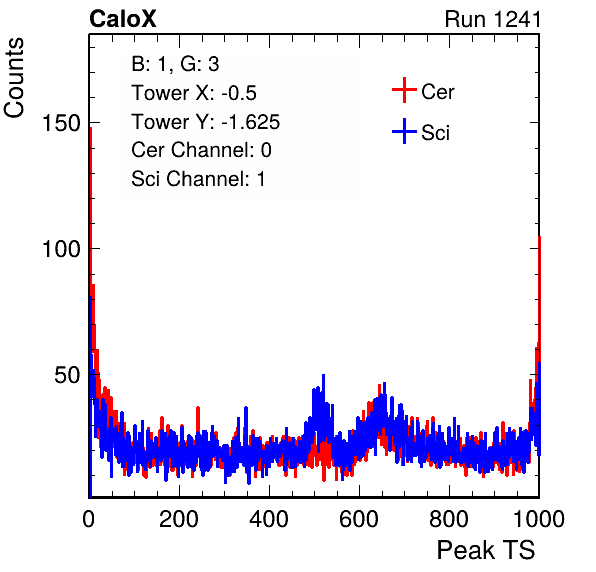 CaloX Run 1241
Counts
B: 1, G: 3
Tower X: -0.5
Tower Y: -1.625
Cer Channel: 0
Sci Channel: 1
Cer
Sci
150
100
50
0 200 400 600 800 1000
Peak TS